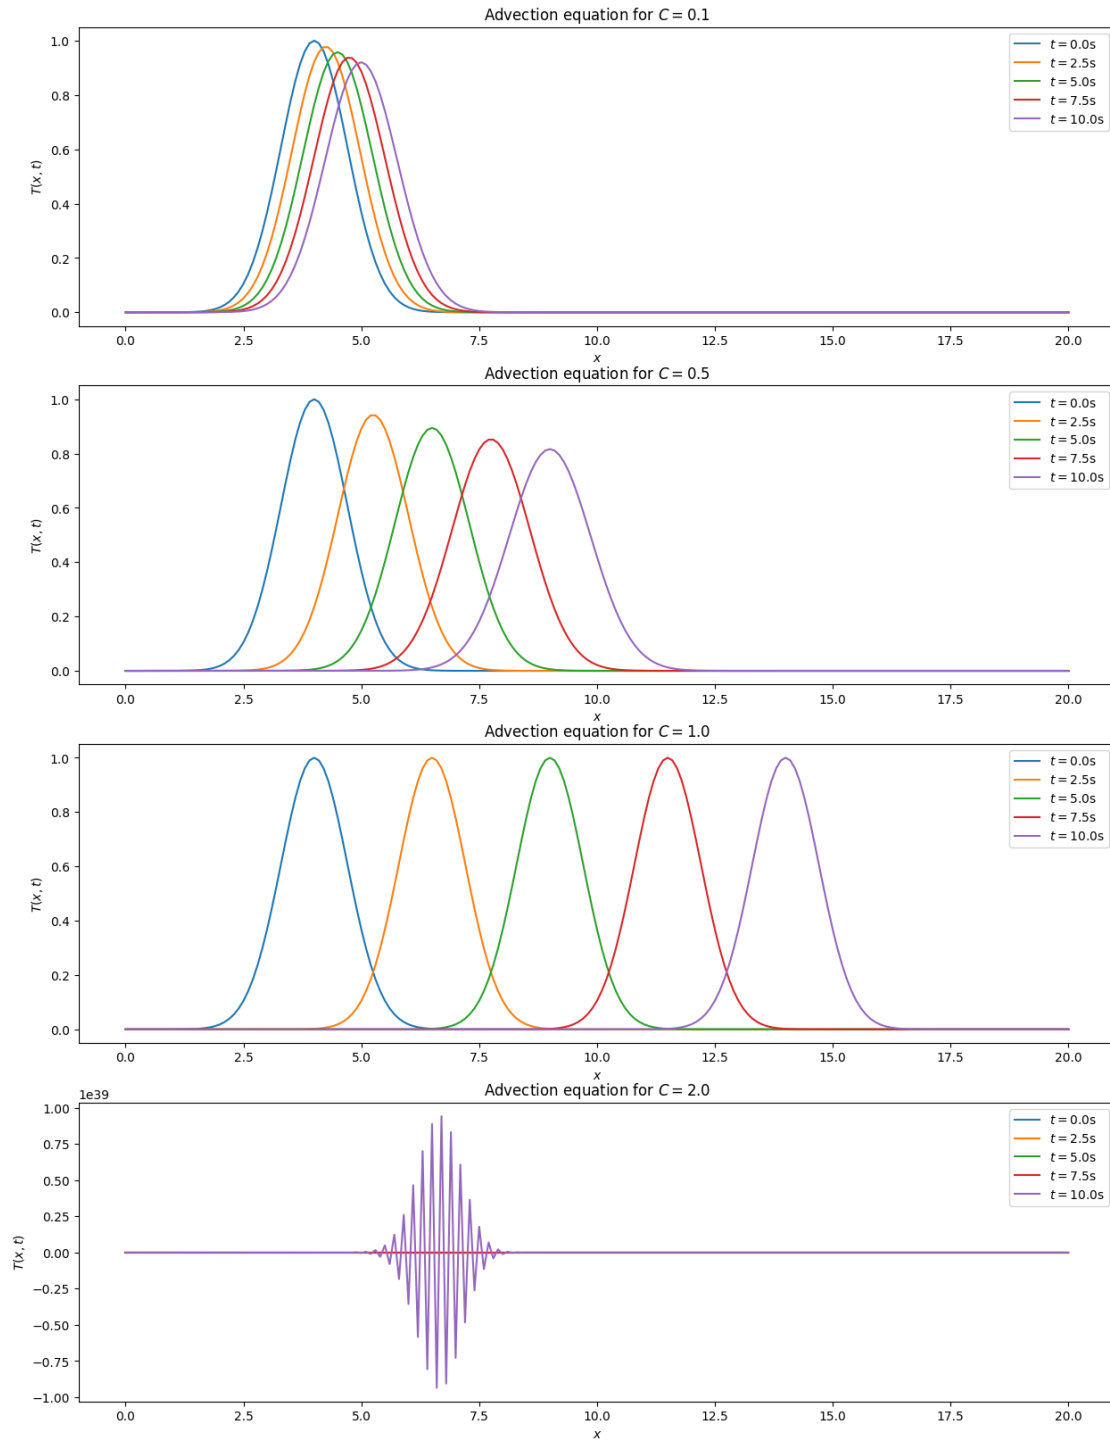 Advection equation for C = 0.1
1.0
0.8
0.6
0.4
0.2
0.0
T(x, t)
t = 0.0s
t = 2.5s
t = 5.0s
t = 7.5s
t = 10.0s
0.0 2.5 5.0 7.5 10.0 12.5 15.0 17.5 20.0
x
Advection equation for C = 0.5
1.0
0.8
0.6
0.4
0.2
0.0
T(x, t)
t = 0.0s
t = 2.5s
t = 5.0s
t = 7.5s
t = 10.0s
0.0 2.5 5.0 7.5 10.0 12.5 15.0 17.5 20.0
x
Advection equation for C = 1.0
1.0
0.8
0.6
0.4
0.2
0.0
T(x, t)
t = 0.0s
t = 2.5s
t = 5.0s
t = 7.5s
t = 10.0s
0.0 2.5 5.0 7.5 10.0 12.5 15.0 17.5 20.0
x
Advection equation for C = 2.0
1e39
1.00
0.75
0.50
0.25
0.00
−0.25
−0.50
−0.75
−1.00
T(x, t)
t = 0.0s
t = 2.5s
t = 5.0s
t = 7.5s
t = 10.0s
0.0 2.5 5.0 7.5 10.0 12.5 15.0 17.5 20.0
x